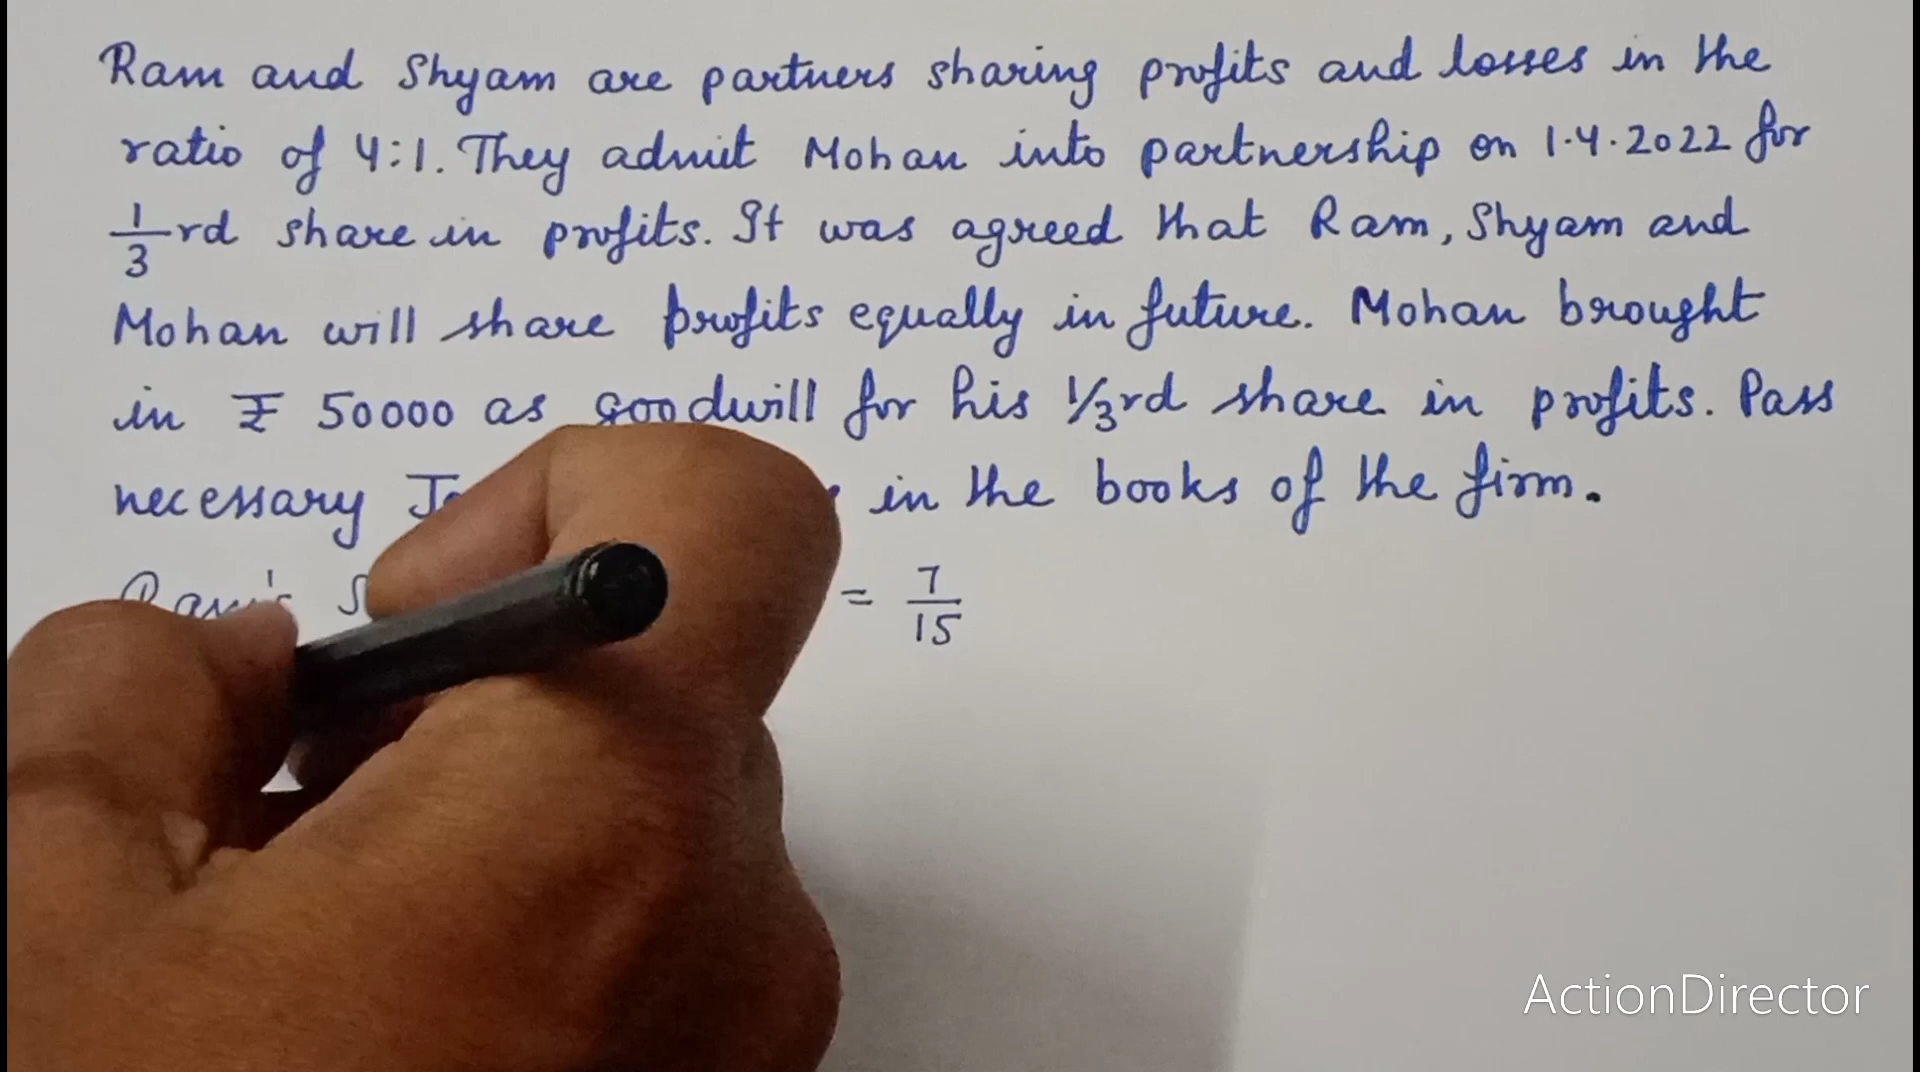 Ram and Shyam are partners sharing profits and losses in the
ratio of 4:1. They admit Mohan into partnership on 1.4.2022 for
1/3 rd share in profits. It was agreed that Ram, Shyam and
Mohan will share profits equally in future. Mohan brought
in ₹ 50000 as goodwill for his 1/3rd share in profits. Pass
necessary in the books of the firm.
Ram's = 7/15
ActionDirector